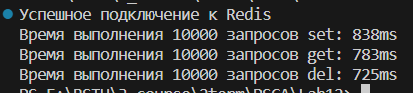 Успешное подключение к Redis
Время выполнения 10000 запросов set: 838ms
Время выполнения 10000 запросов get: 783ms
Время выполнения 10000 запросов del: 725ms